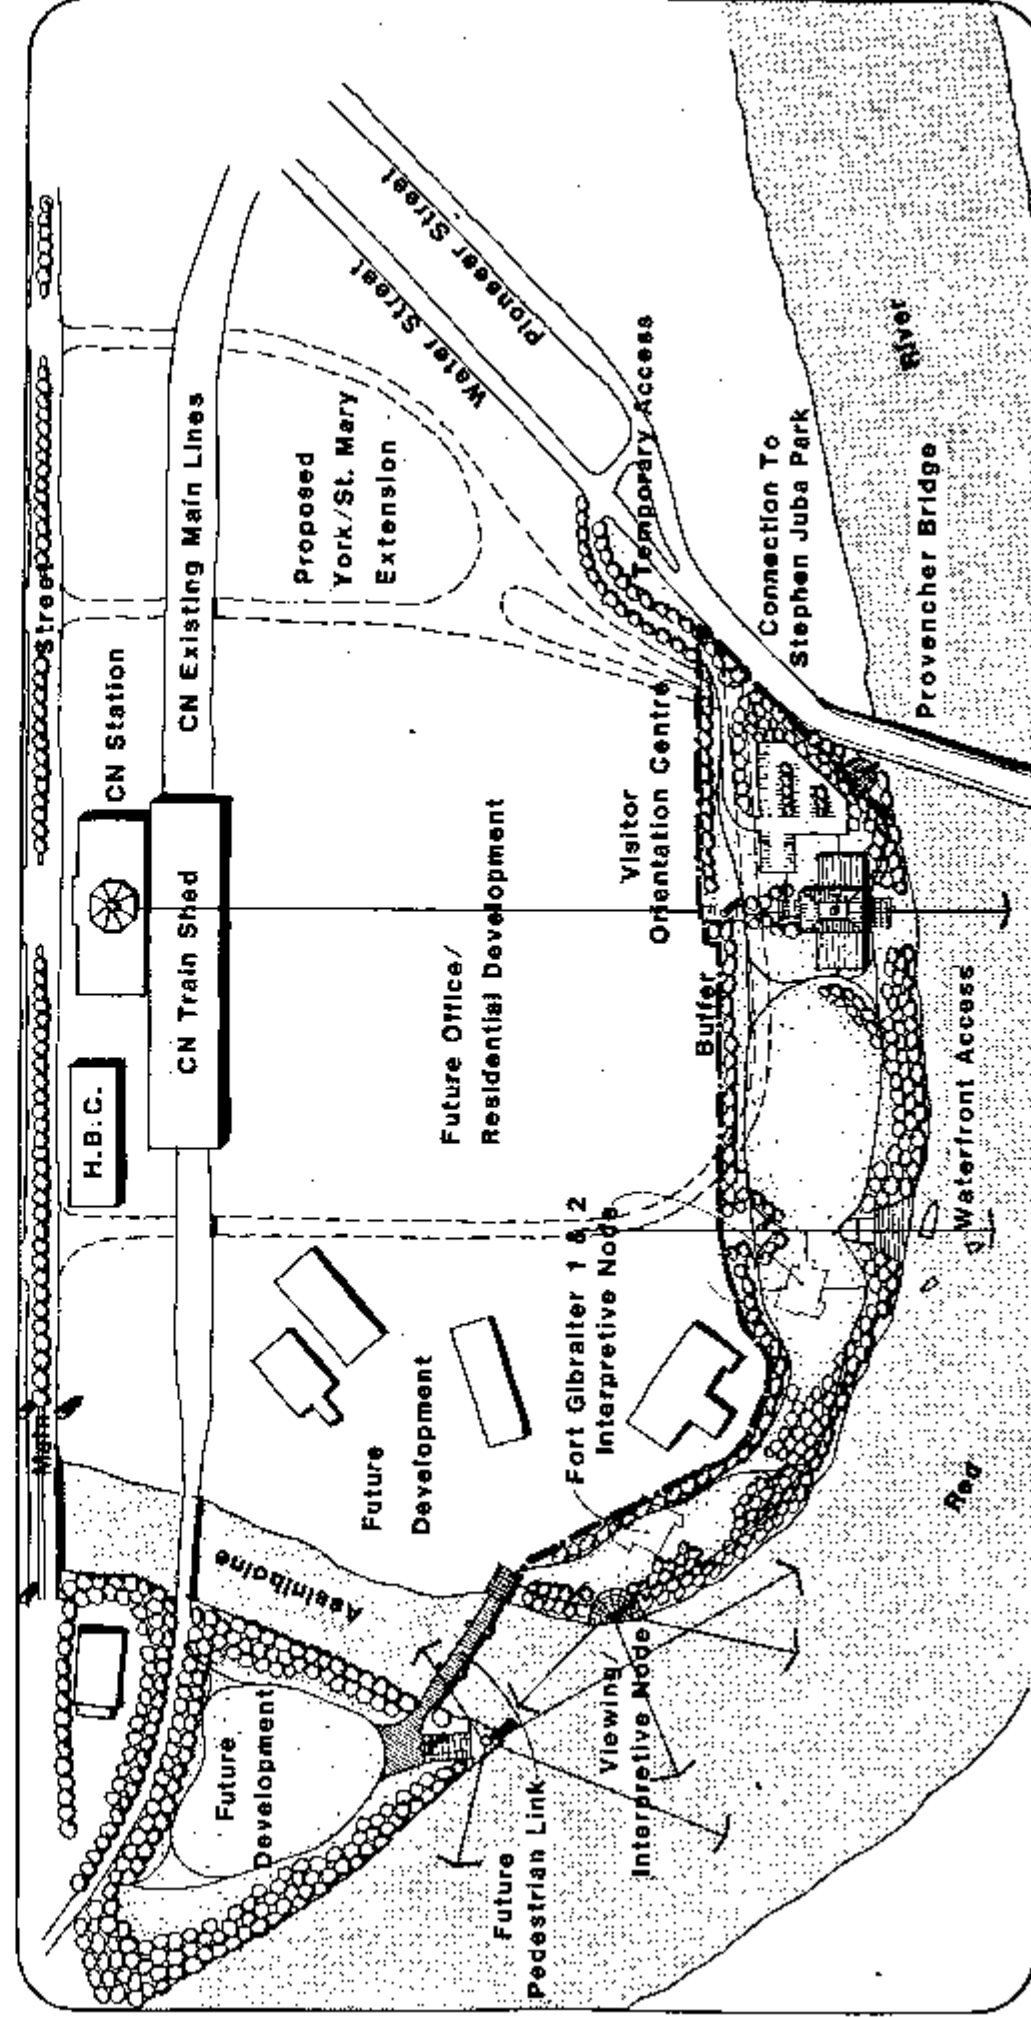 Main Street
CN Station
H.B.C.
CN Train Shed
CN Existing Main Lines
Proposed
York/St. Mary
Extension
Water Street
Pioneer Street
Temporary Access
Connection To
Stephen Juba Park
Provencher Bridge
Red River
Visitor
Orientation Centre
Buffer
Future Office/
Residential Development
Waterfront Access
Fort Gibralter 1 & 2
Interpretive Node
Future
Development
Assiniboine
Future
Development
Viewing/
Interpretive Node
Future
Pedestrian Link